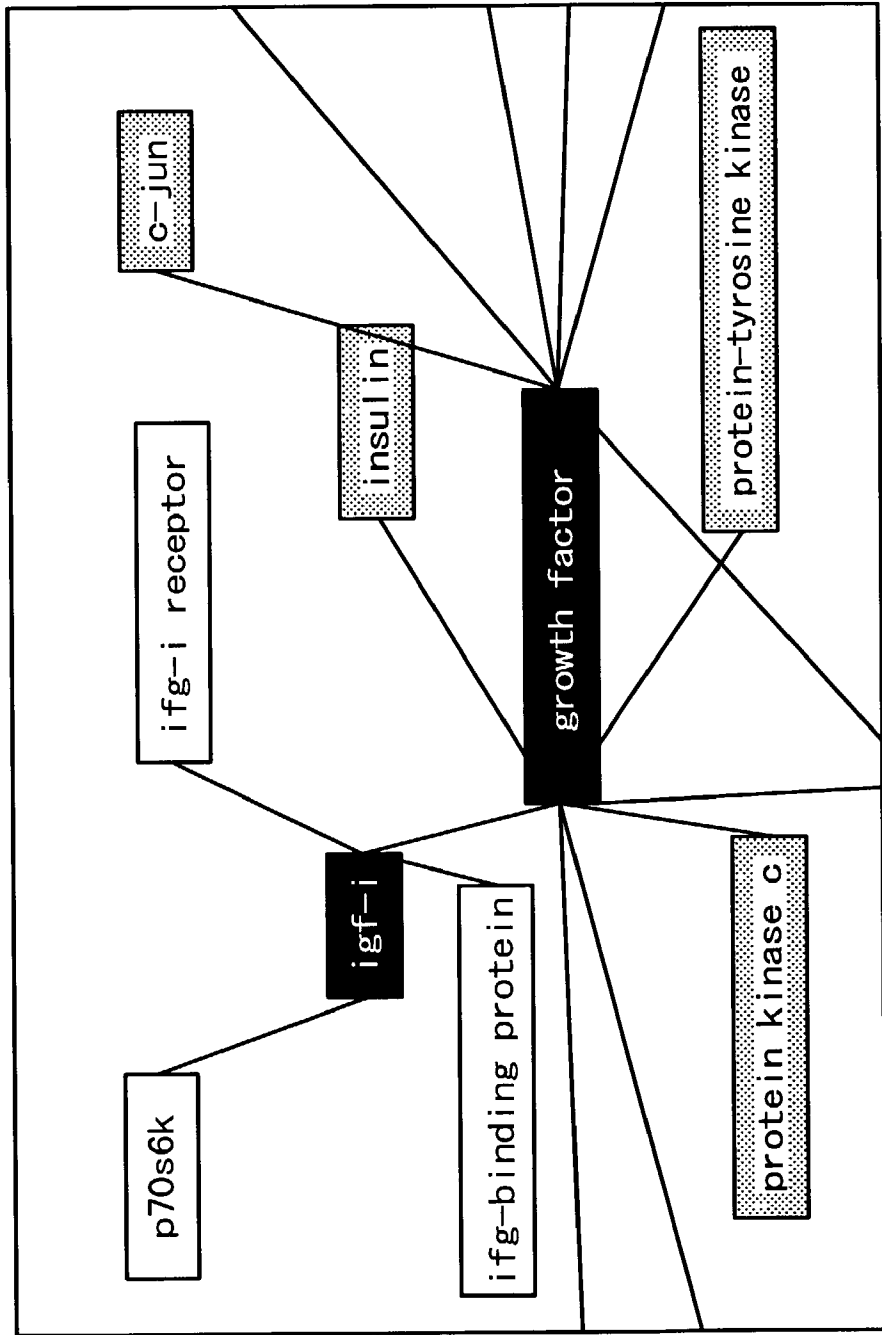 p70s6k
ifg-i receptor
c-jun
igf-i
insulin
ifg-binding protein
growth factor
protein kinase c
protein-tyrosine kinase